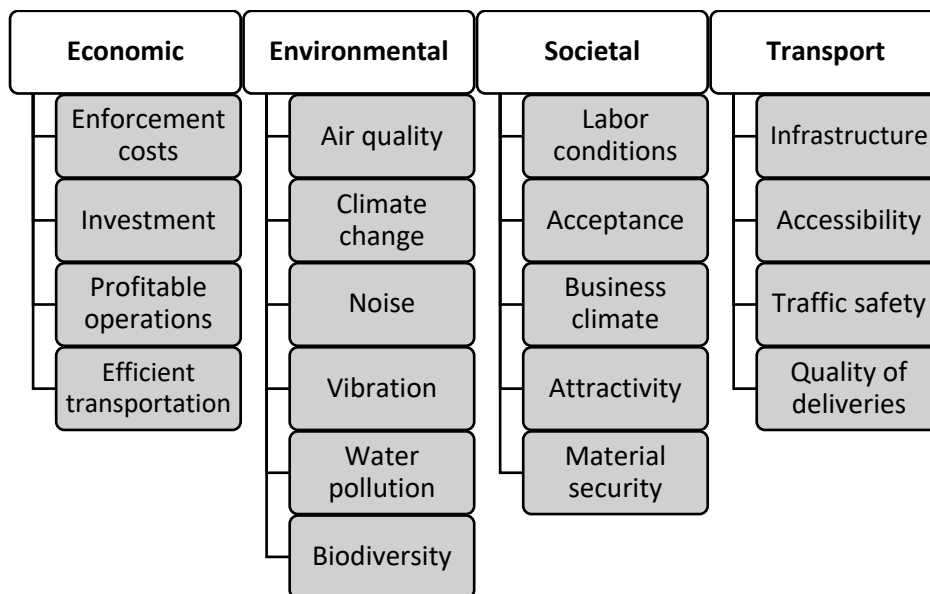 Economic
Enforcement
costs
Investment
Profitable
operations
Efficient
transportation
Environmental
Air quality
Climate
change
Noise
Vibration
Water
pollution
Biodiversity
Societal
Labor
conditions
Acceptance
Business
climate
Attractivity
Material
security
Transport
Infrastructure
Accessibility
Traffic safety
Quality of
deliveries